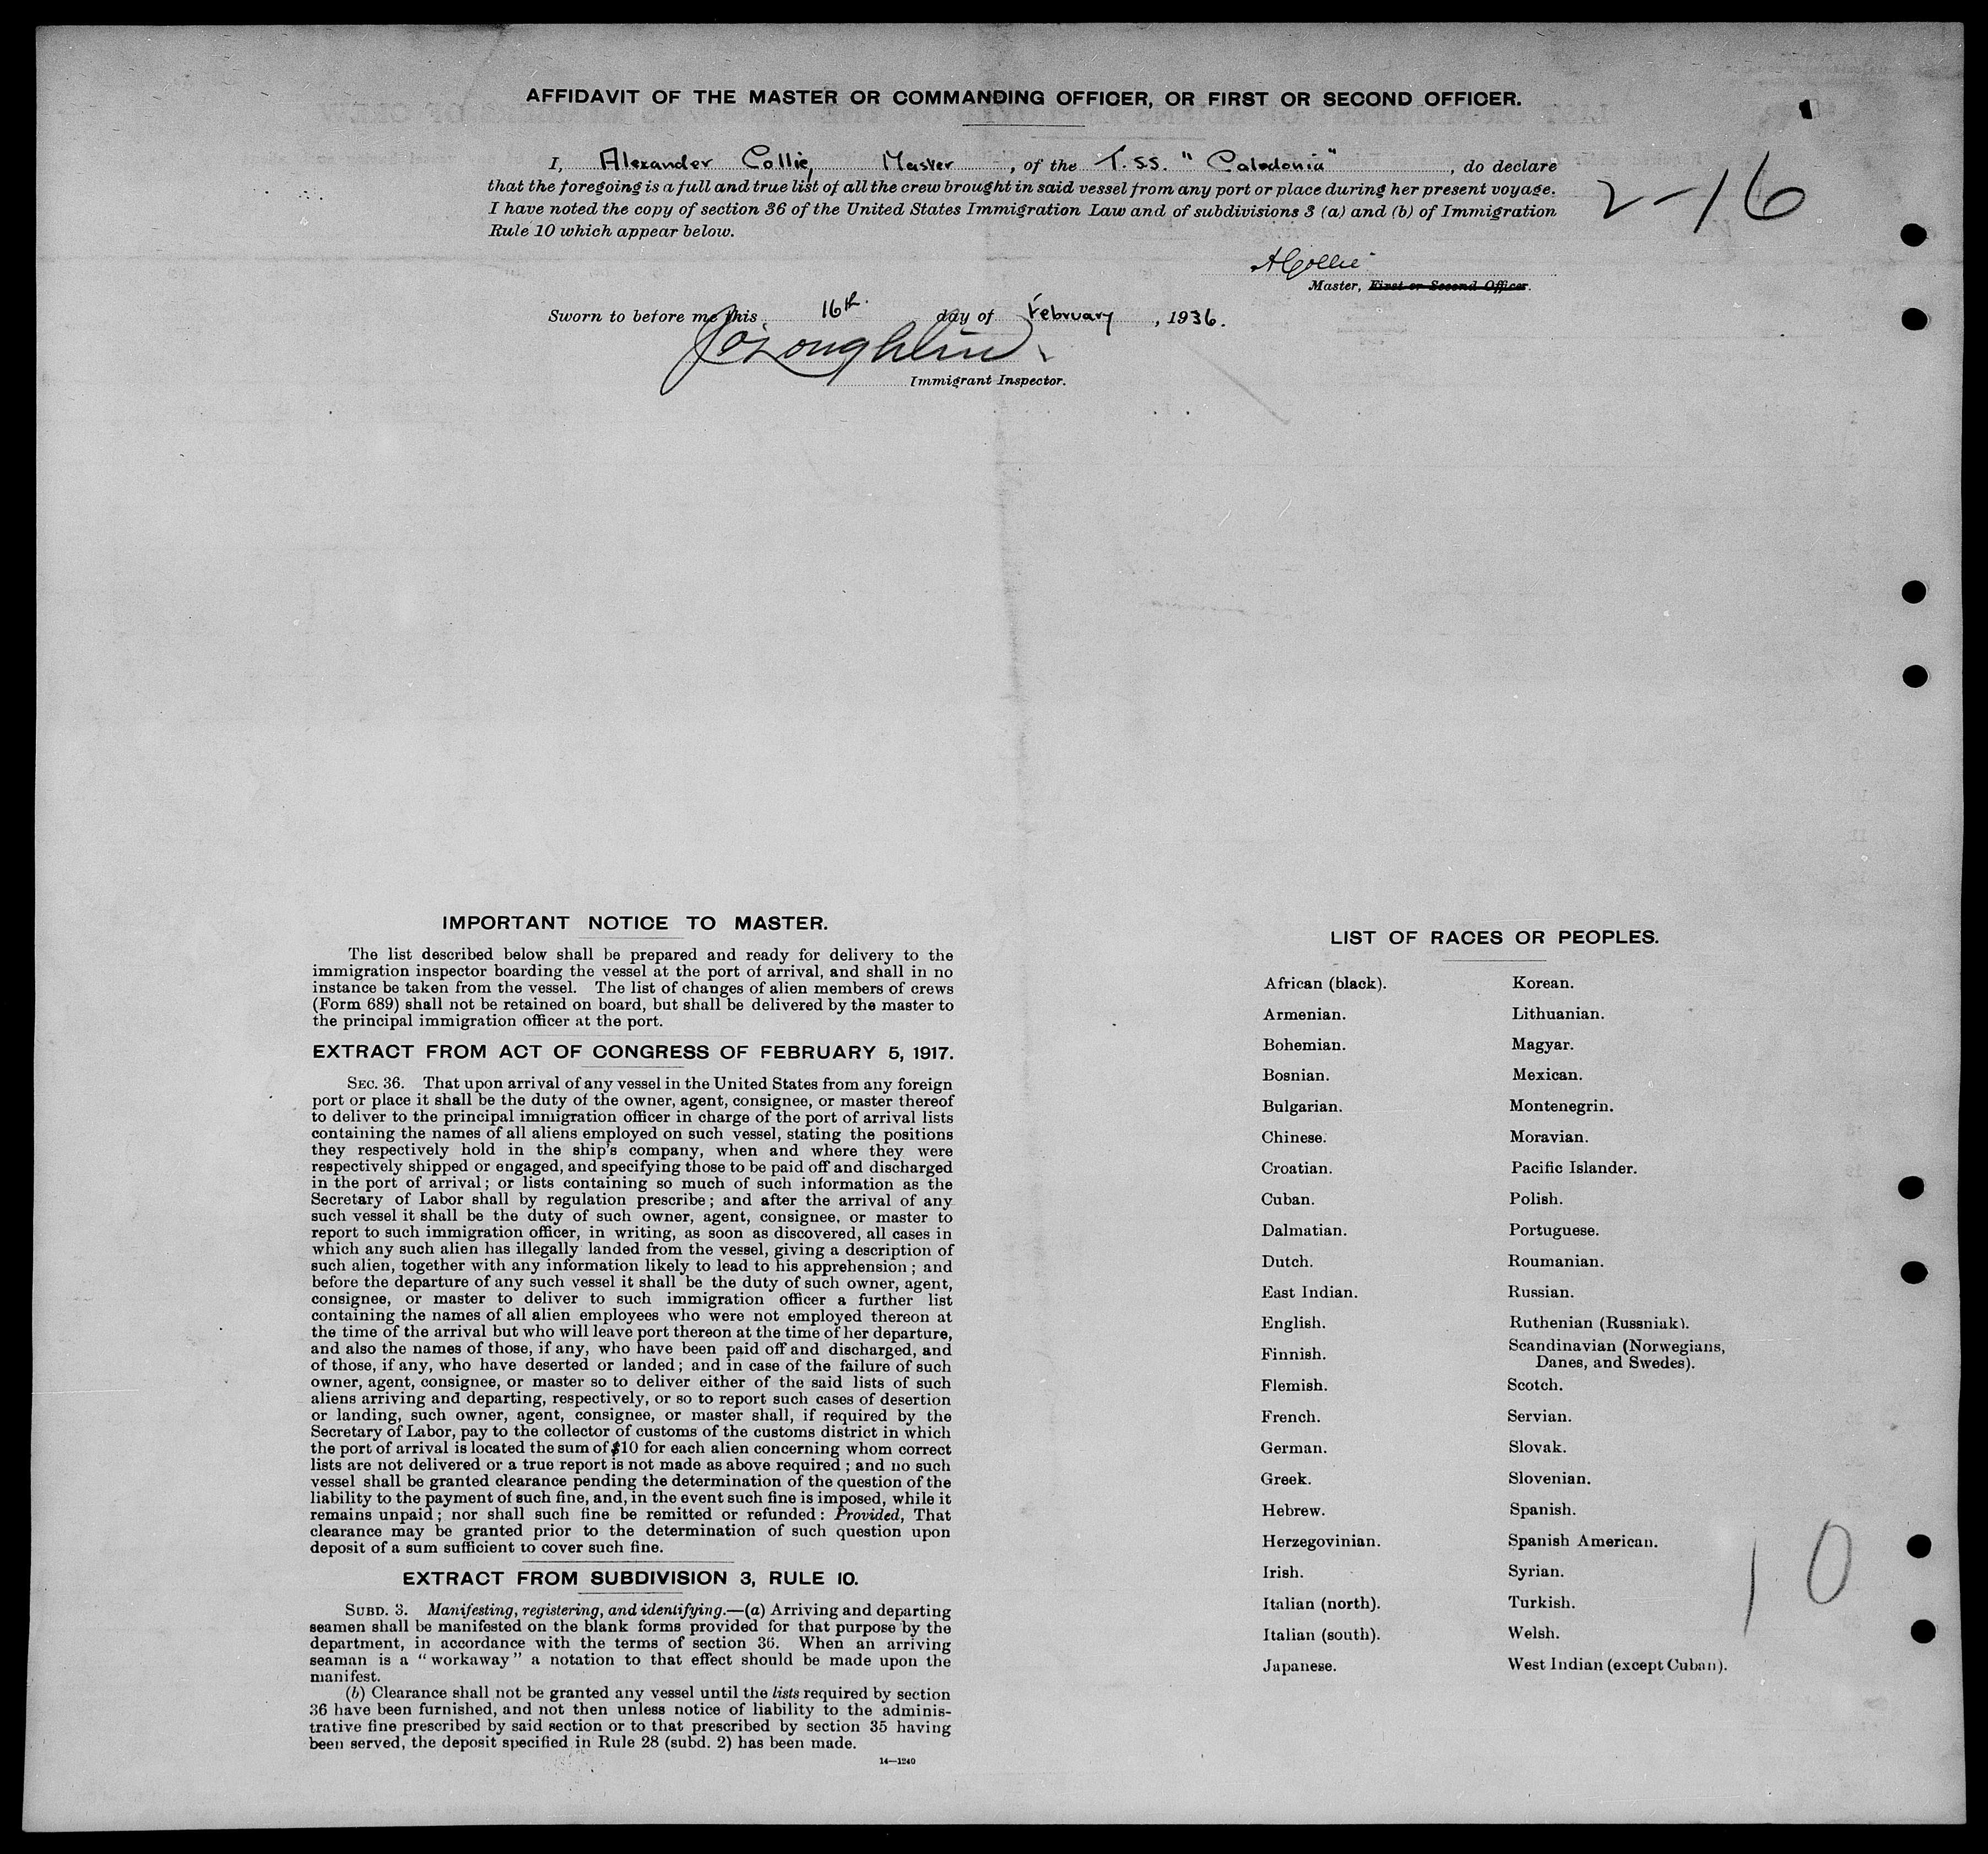 AFFIDAVIT OF THE MASTER OR COMMANDING OFFICER, OR FIRST OR SECOND OFFICER.
I, Alexander Collie, Master, of the T.SS. "Caledonia", do declare
that the foregoing is a full and true list of all the crew brought in said vessel from any port or place during her present voyage.
I have noted the copy of section 36 of the United States Immigration Law and of subdivisions 3 (a) and (b) of Immigration
Rule 10 which appear below.
2-16
A Collie
Master, First or Second Officer.
Sworn to before me this 16th. day of February, 1936.
Immigrant Inspector.
IMPORTANT NOTICE TO MASTER.
The list described below shall be prepared and ready for delivery to the
immigration inspector boarding the vessel at the port of arrival, and shall in no
instance be taken from the vessel. The list of changes of alien members of crews
(Form 689) shall not be retained on board, but shall be delivered by the master to
the principal immigration officer at the port.
EXTRACT FROM ACT OF CONGRESS OF FEBRUARY 5, 1917.
SEC. 36. That upon arrival of any vessel in the United States from any foreign
port or place it shall be the duty of the owner, agent, consignee, or master thereof
to deliver to the principal immigration officer in charge of the port of arrival lists
containing the names of all aliens employed on such vessel, stating the positions
they respectively hold in the ship's company, when and where they were
respectively shipped or engaged, and specifying those to be paid off and discharged
in the port of arrival; or lists containing so much of such information as the
Secretary of Labor shall by regulation prescribe; and after the arrival of any
such vessel it shall be the duty of such owner, agent, consignee, or master to
report to such immigration officer, in writing, as soon as discovered, all cases in
which any such alien has illegally landed from the vessel, giving a description of
such alien, together with any information likely to lead to his apprehension; and
before the departure of any such vessel it shall be the duty of such owner, agent,
consignee, or master to deliver to such immigration officer a further list
containing the names of all alien employees who were not employed thereon at
the time of the arrival but who will leave port thereon at the time of her departure,
and also the names of those, if any, who have been paid off and discharged, and
of those, if any, who have deserted or landed; and in case of the failure of such
owner, agent, consignee, or master so to deliver either of the said lists of such
aliens arriving and departing, respectively, or so to report such cases of desertion
or landing, such owner, agent, consignee, or master shall, if required by the
Secretary of Labor, pay to the collector of customs of the customs district in which
the port of arrival is located the sum of $10 for each alien concerning whom correct
lists are not delivered or a true report is not made as above required; and no such
vessel shall be granted clearance pending the determination of the question of the
liability to the payment of such fine, and, in the event such fine is imposed, while it
remains unpaid; nor shall such fine be remitted or refunded: Provided, That
clearance may be granted prior to the determination of such question upon
deposit of a sum sufficient to cover such fine.
EXTRACT FROM SUBDIVISION 3, RULE 10.
SUBD. 3. Manifesting, registering, and identifying.—(a) Arriving and departing
seamen shall be manifested on the blank forms provided for that purpose by the
department, in accordance with the terms of section 36. When an arriving
seaman is a "workaway" a notation to that effect should be made upon the
manifest.
(b) Clearance shall not be granted any vessel until the lists required by section
36 have been furnished, and not then unless notice of liability to the adminis-
trative fine prescribed by said section or to that prescribed by section 35 having
been served, the deposit specified in Rule 28 (subd. 2) has been made.
14—1240
LIST OF RACES OR PEOPLES.
African (black).
Armenian.
Bohemian.
Bosnian.
Bulgarian.
Chinese.
Croatian.
Cuban.
Dalmatian.
Dutch.
East Indian.
English.
Finnish.
Flemish.
French.
German.
Greek.
Hebrew.
Herzegovinian.
Irish.
Italian (north).
Italian (south).
Japanese.
Korean.
Lithuanian.
Magyar.
Mexican.
Montenegrin.
Moravian.
Pacific Islander.
Polish.
Portuguese.
Roumanian.
Russian.
Ruthenian (Russniak).
Scandinavian (Norwegians,
Danes, and Swedes).
Scotch.
Servian.
Slovak.
Slovenian.
Spanish.
Spanish American.
Syrian.
Turkish.
Welsh.
West Indian (except Cuban).
10